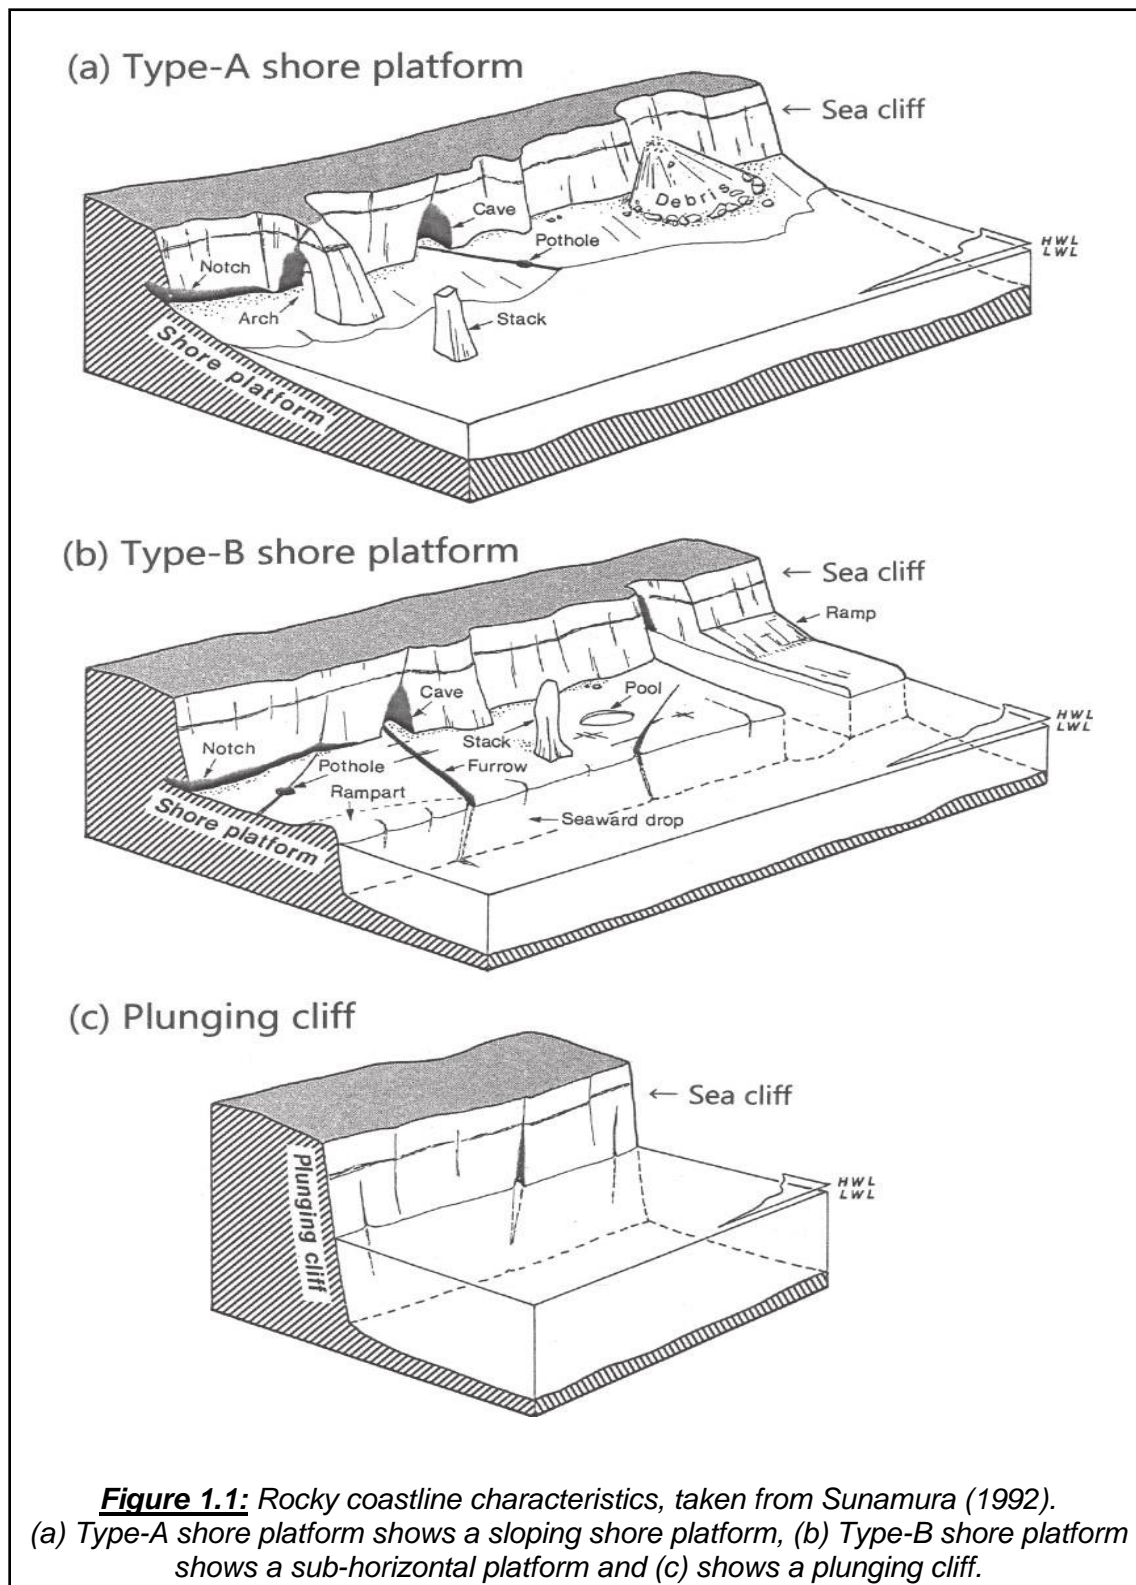 (a) Type-A shore platform
← Sea cliff
Debris
Cave
Pothole
HWL
LWL
Notch
Arch
Stack
Shore platform
(b) Type-B shore platform
← Sea cliff
Ramp
Cave
Pool
HWL
LWL
Notch
Stack
Pothole
Furrow
Rampart
Shore platform
Seaward drop
(c) Plunging cliff
← Sea cliff
HWL
LWL
Plunging cliff
Figure 1.1: Rocky coastline characteristics, taken from Sunamura (1992).
(a) Type-A shore platform shows a sloping shore platform, (b) Type-B shore platform
shows a sub-horizontal platform and (c) shows a plunging cliff.